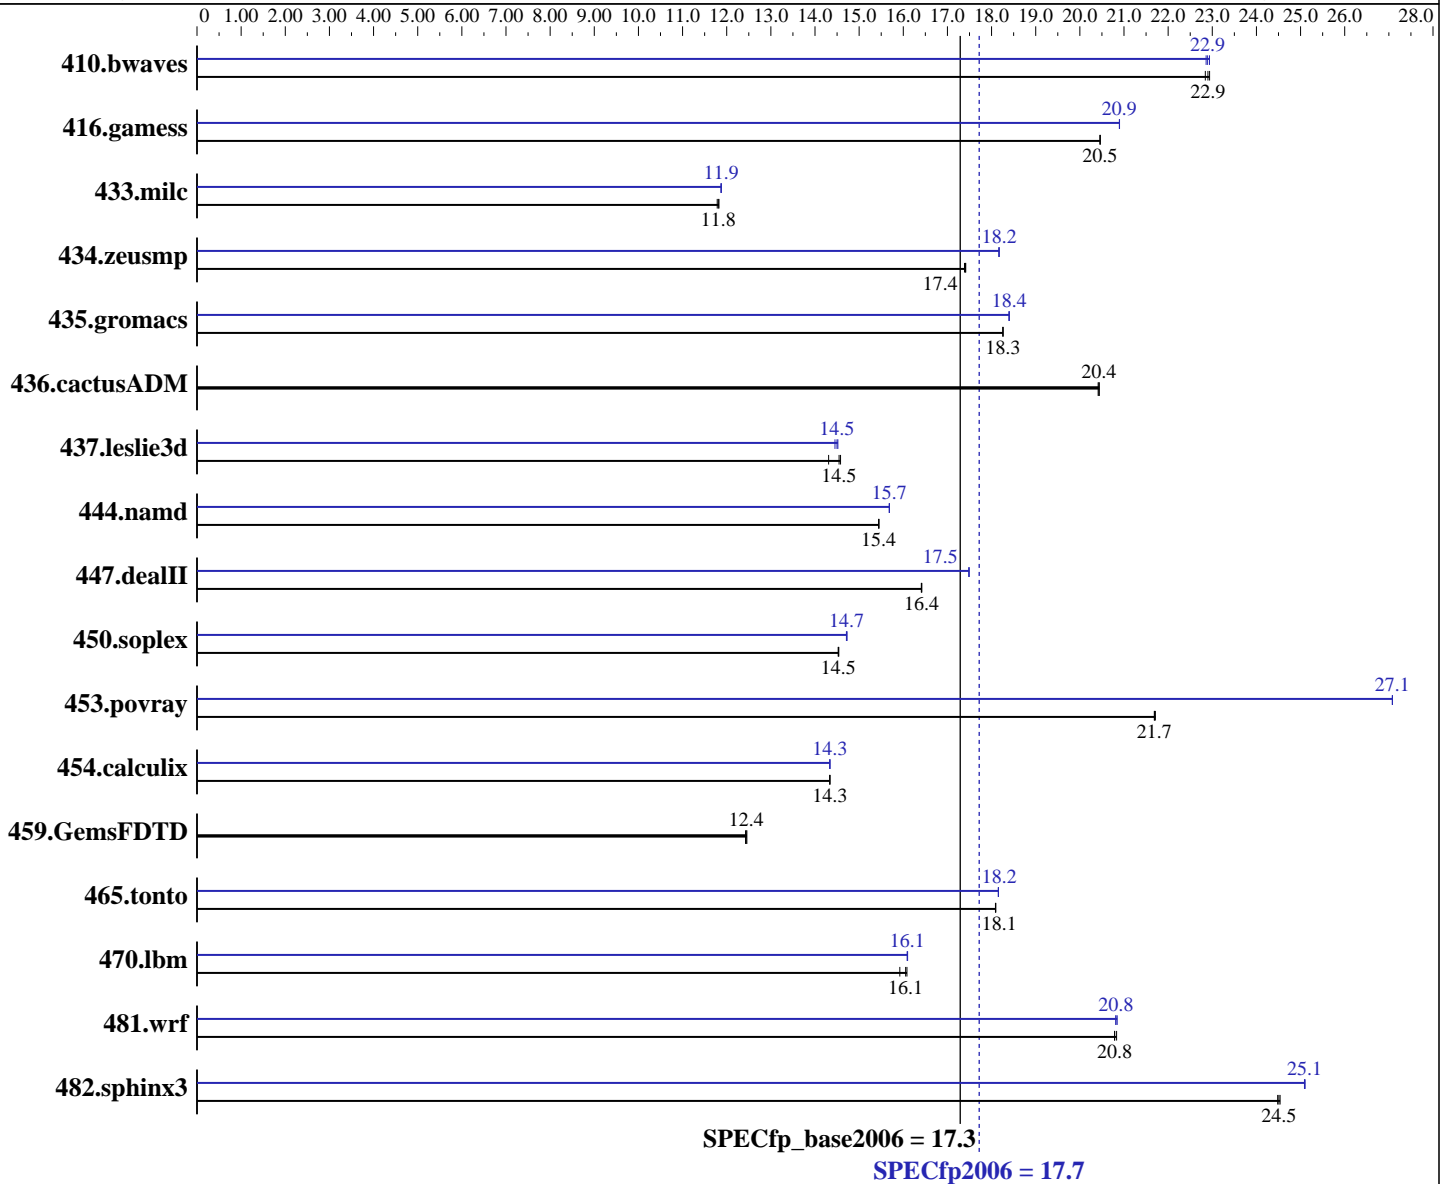 0 1.00 2.00 3.00 4.00 5.00 6.00 7.00 8.00 9.00 10.0 11.0 12.0 13.0 14.0 15.0 16.0 17.0 18.0 19.0 20.0 21.0 22.0 23.0 24.0 25.0 26.0 28.0
22.9
410.bwaves
22.9
20.9
416.gamess
20.5
11.9
433.milc
11.8
18.2
434.zeusmp
17.4
18.4
435.gromacs
18.3
20.4
436.cactusADM
14.5
437.leslie3d
14.5
15.7
444.namd
15.4
17.5
447.dealII
16.4
14.7
450.soplex
14.5
27.1
453.povray
21.7
14.3
454.calculix
14.3
12.4
459.GemsFDTD
18.2
465.tonto
18.1
16.1
470.lbm
16.1
20.8
481.wrf
20.8
25.1
482.sphinx3
24.5
SPECfp_base2006 = 17.3
SPECfp2006 = 17.7